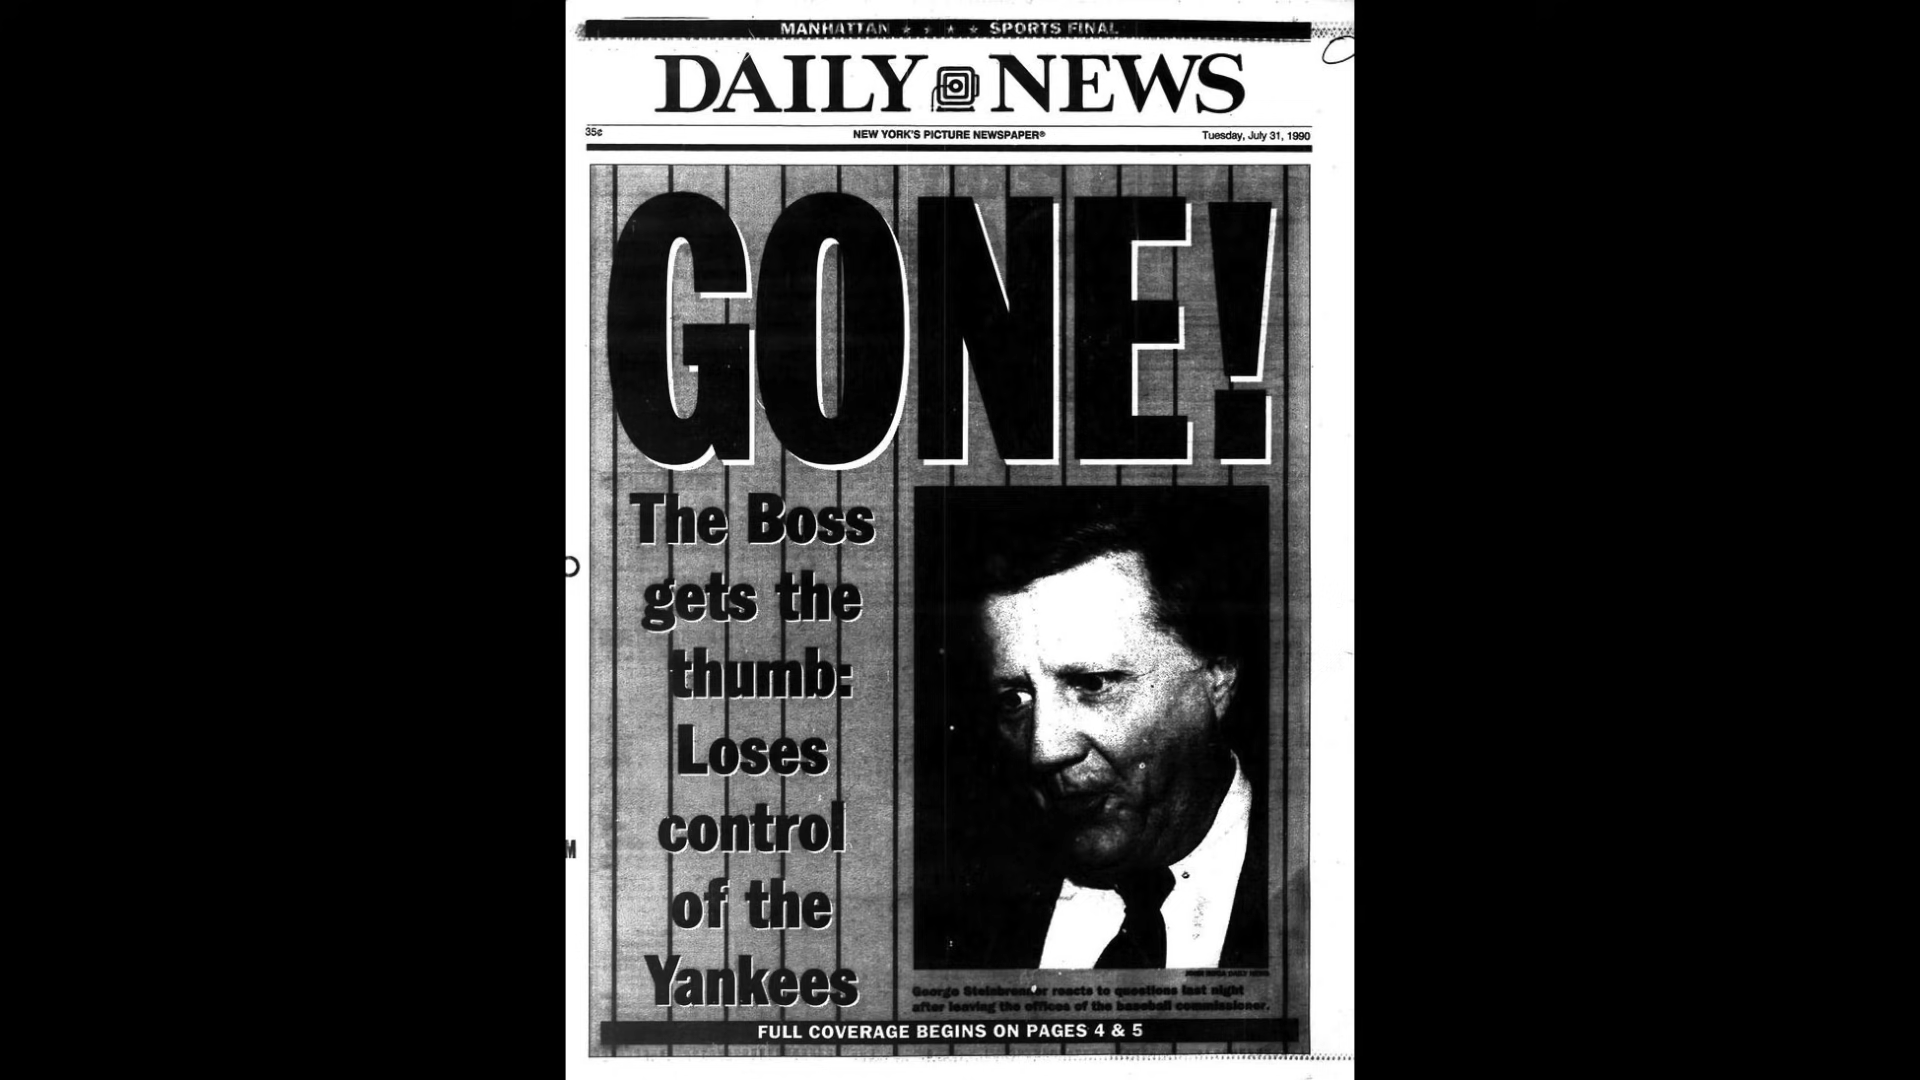 MANHATTAN ★ ★ ★ ★ SPORTS FINAL
DAILY NEWS
35¢
NEW YORK'S PICTURE NEWSPAPER®
Tuesday, July 31, 1990
GONE!
The Boss
gets the
thumb:
Loses
control
of the
Yankees
DAILY NEWS
George Steinbrenner reacts to questions last night
after leaving the offices of the baseball commissioner.
FULL COVERAGE BEGINS ON PAGES 4 & 5